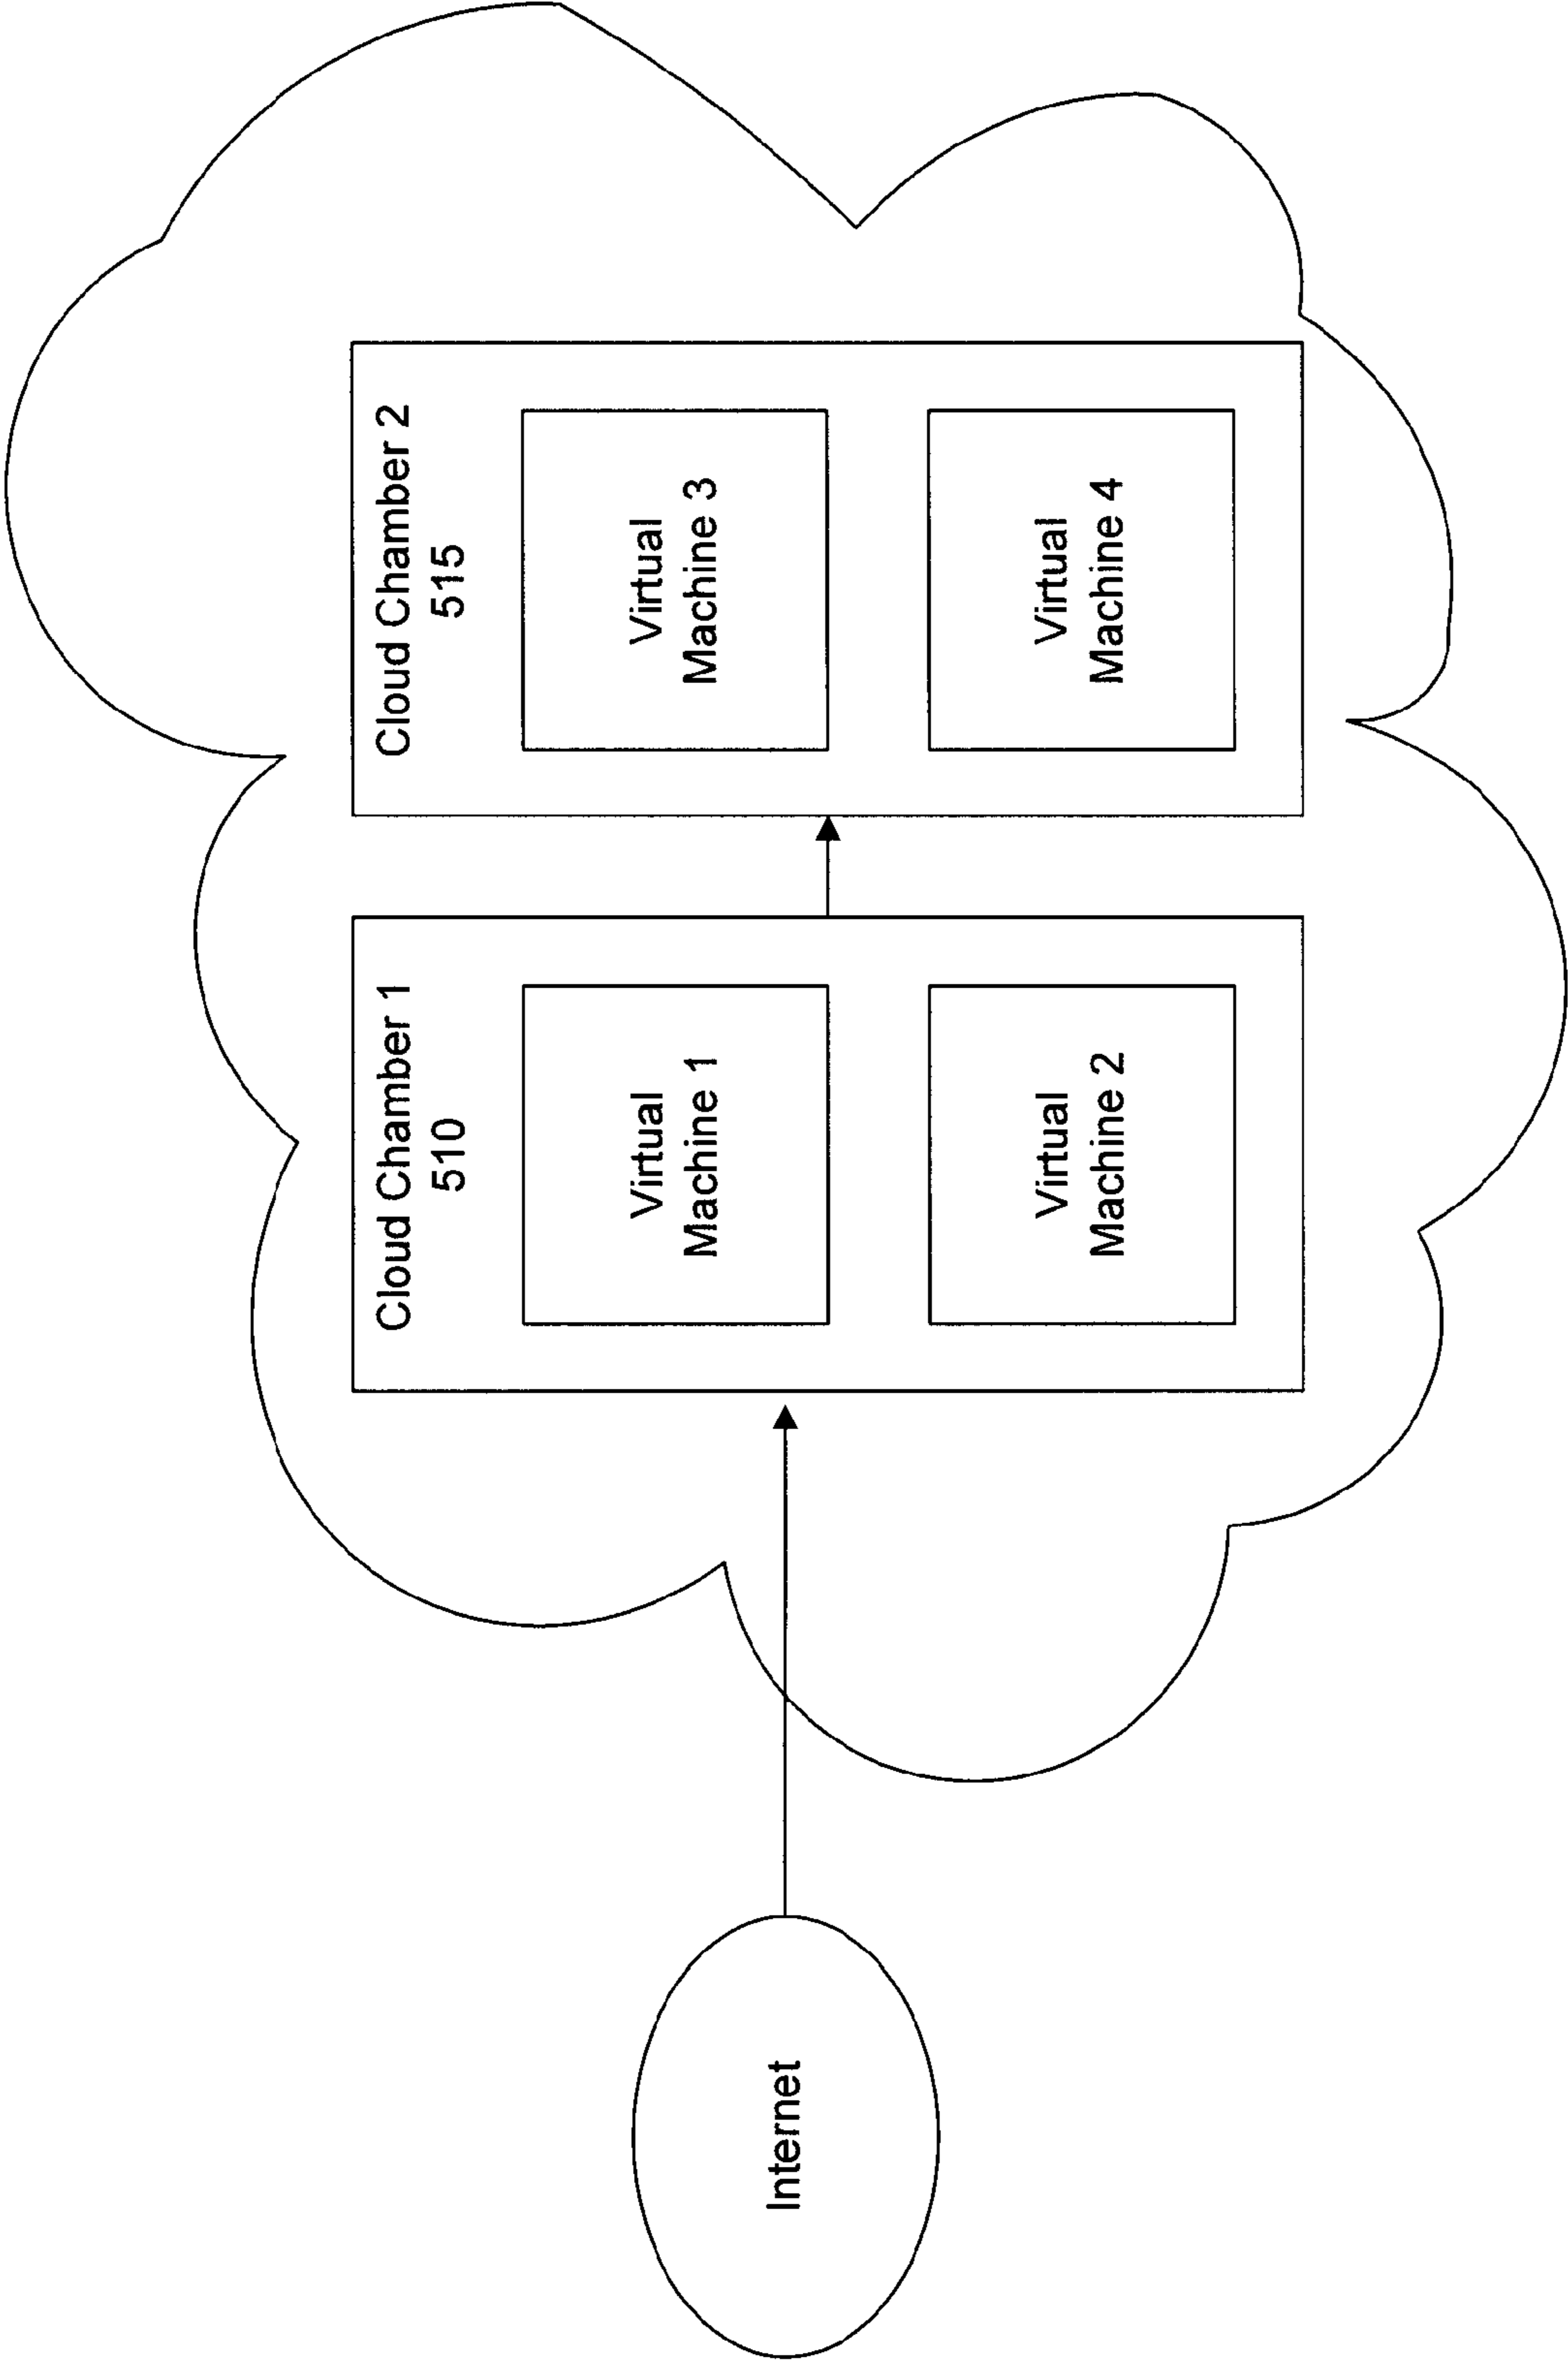 Internet
Cloud Chamber 1
510
Virtual
Machine 1
Virtual
Machine 2
Cloud Chamber 2
515
Virtual
Machine 3
Virtual
Machine 4